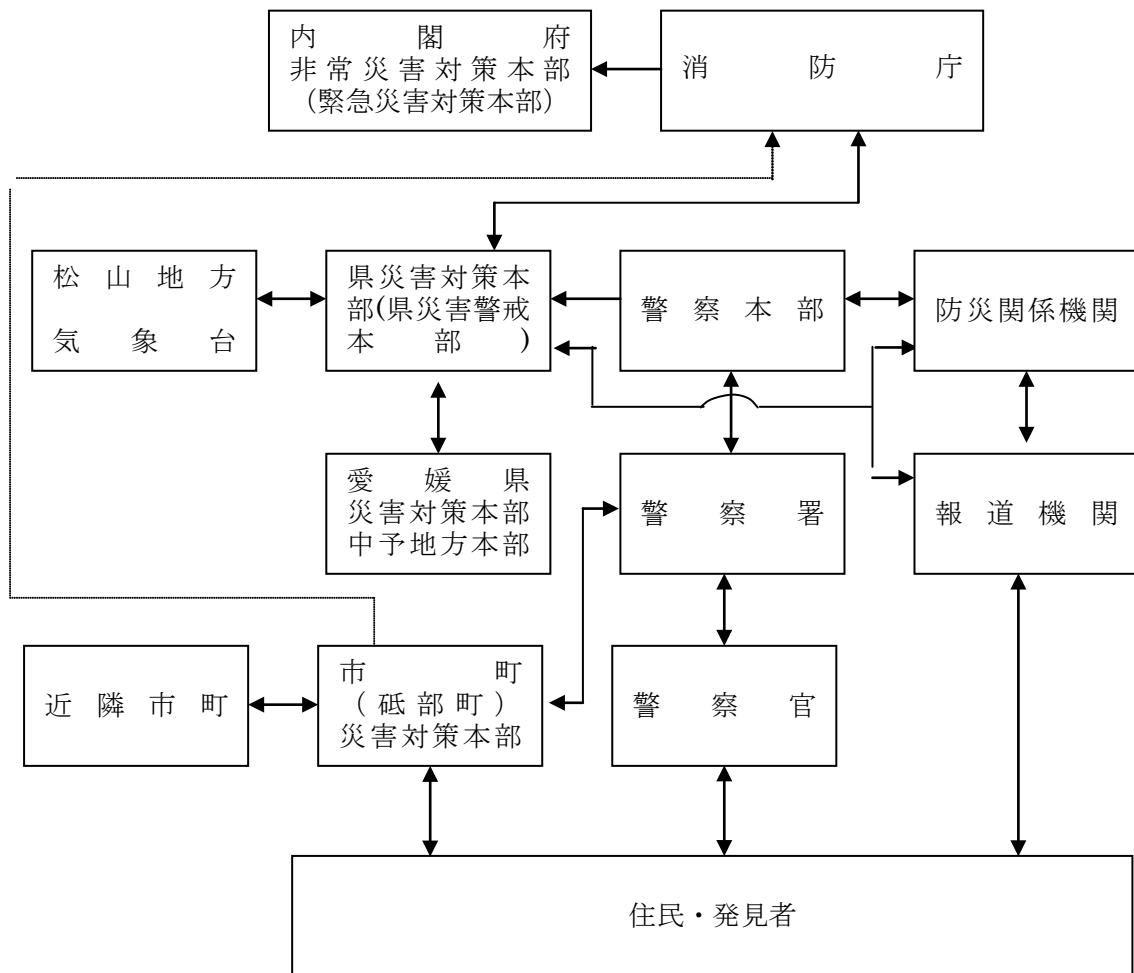 内閣府
非常災害対策本部
（緊急災害対策本部）
消防庁
松山地方
気象台
県災害対策本
部(県災害警戒
本部)
警察本部
防災関係機関
愛媛県
災害対策本部
中予地方本部
警察署
報道機関
近隣市町
市町
（砥部町）
災害対策本部
警察官
住民・発見者